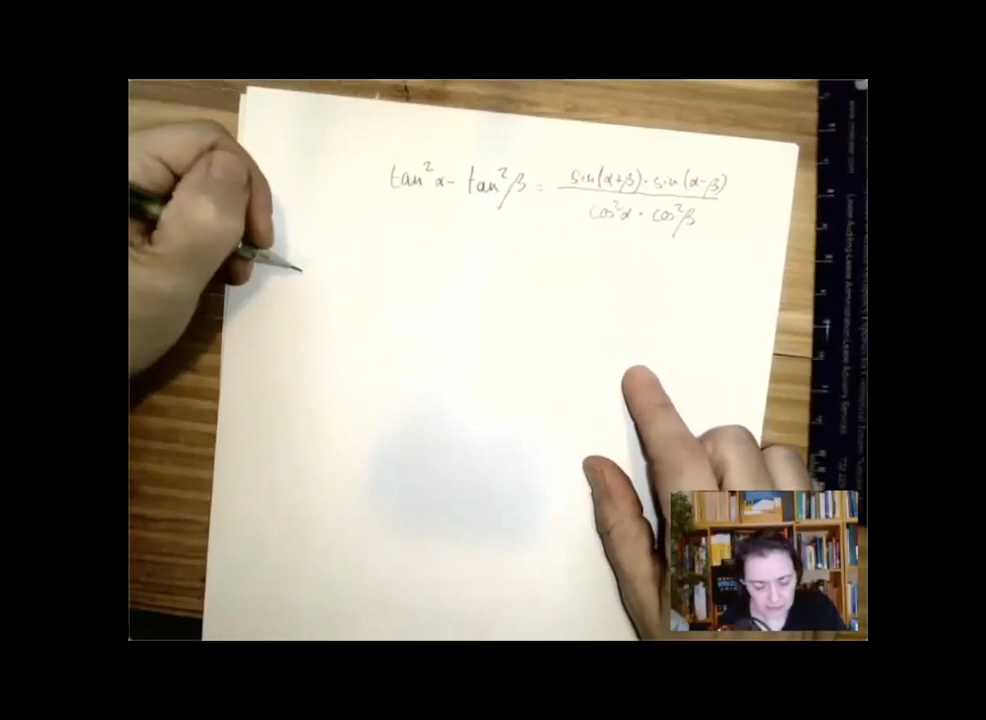 tan²α - tan²β = sin(α+β)·sin(α-β) / cos²α · cos²β